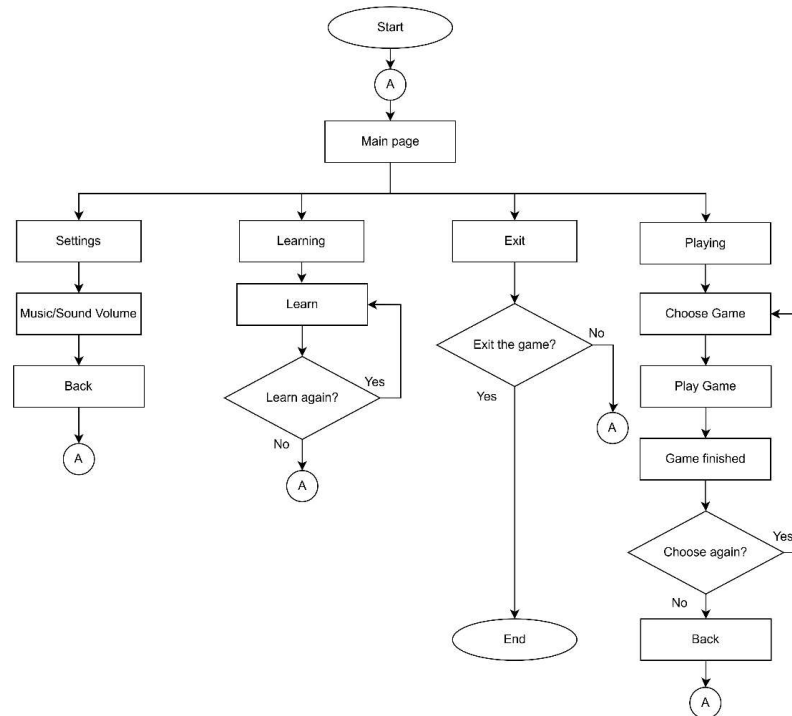 Start
A
Main page
Settings
Learning
Exit
Playing
Music/Sound Volume
Learn
Choose Game
Exit the game?
No
Back
Learn again?
Yes
Yes
Play Game
A
No
A
A
Game finished
Choose again?
Yes
No
End
Back
A